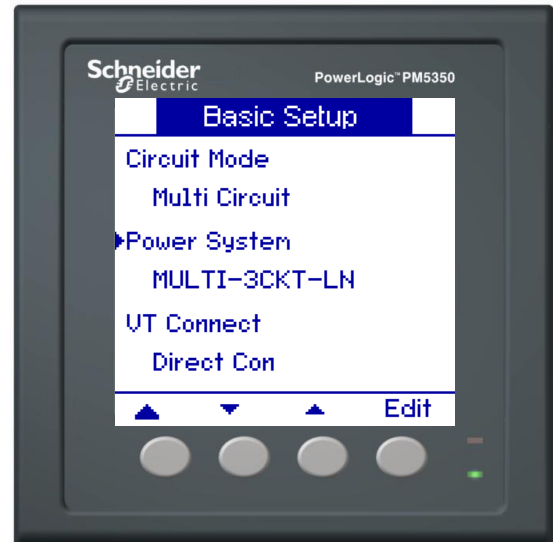 Schneider
Electric
PowerLogic™ PM5350
Basic Setup
Circuit Mode
Multi Circuit
Power System
MULTI-3CKT-LN
VT Connect
Direct Con
Edit